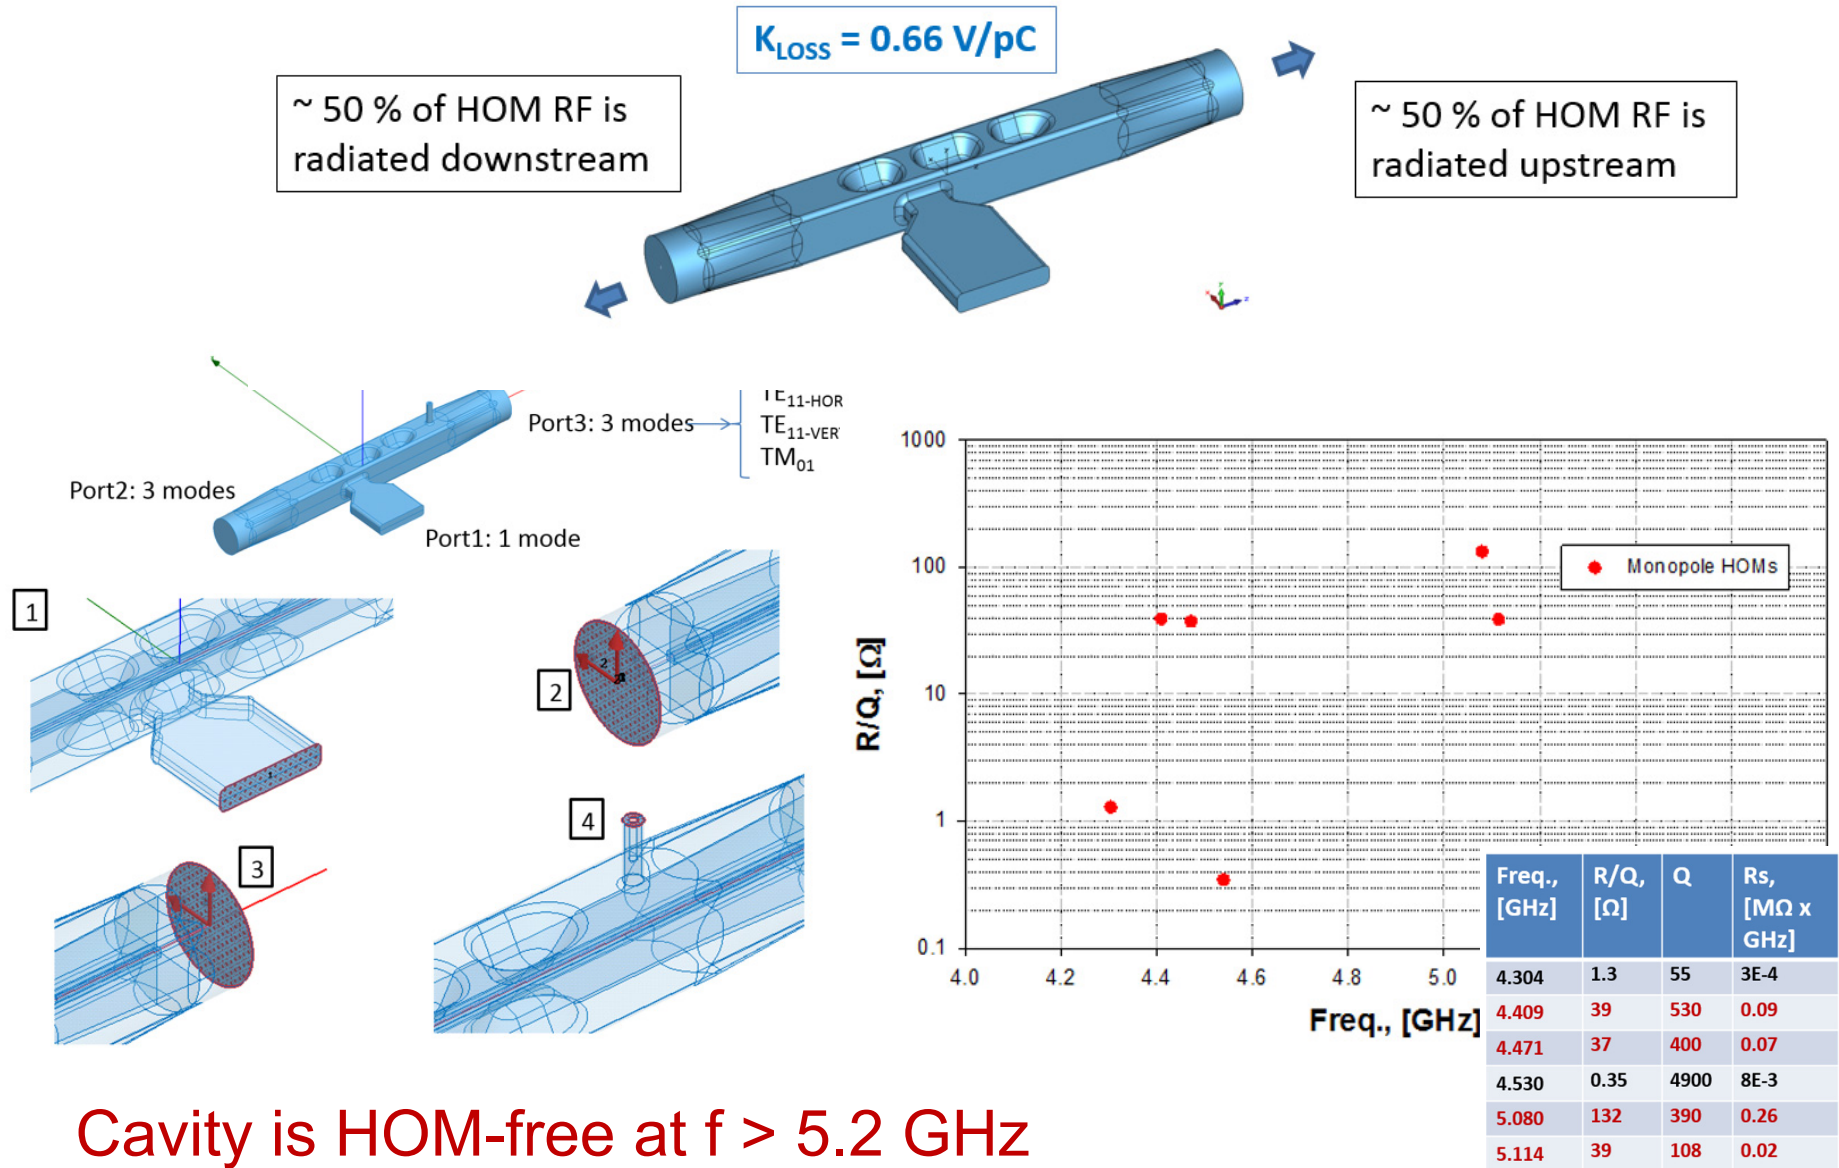 K_LOSS = 0.66 V/pC
~ 50 % of HOM RF is
radiated downstream
~ 50 % of HOM RF is
radiated upstream
TE11-HOR
Port3: 3 modes
TE11-VER
TM01
Port2: 3 modes
Port1: 1 mode
1
2
3
4
1000
100
10
1
0.1
R/Q, [Ω]
Monopole HOMs
4.0 4.2 4.4 4.6 4.8 5.0
Freq., [GHz]
Freq., [GHz] R/Q, [Ω] Q Rs, [MΩ x GHz]
4.304 1.3 55 3E-4
4.409 39 530 0.09
4.471 37 400 0.07
4.530 0.35 4900 8E-3
5.080 132 390 0.26
5.114 39 108 0.02
Cavity is HOM-free at f > 5.2 GHz